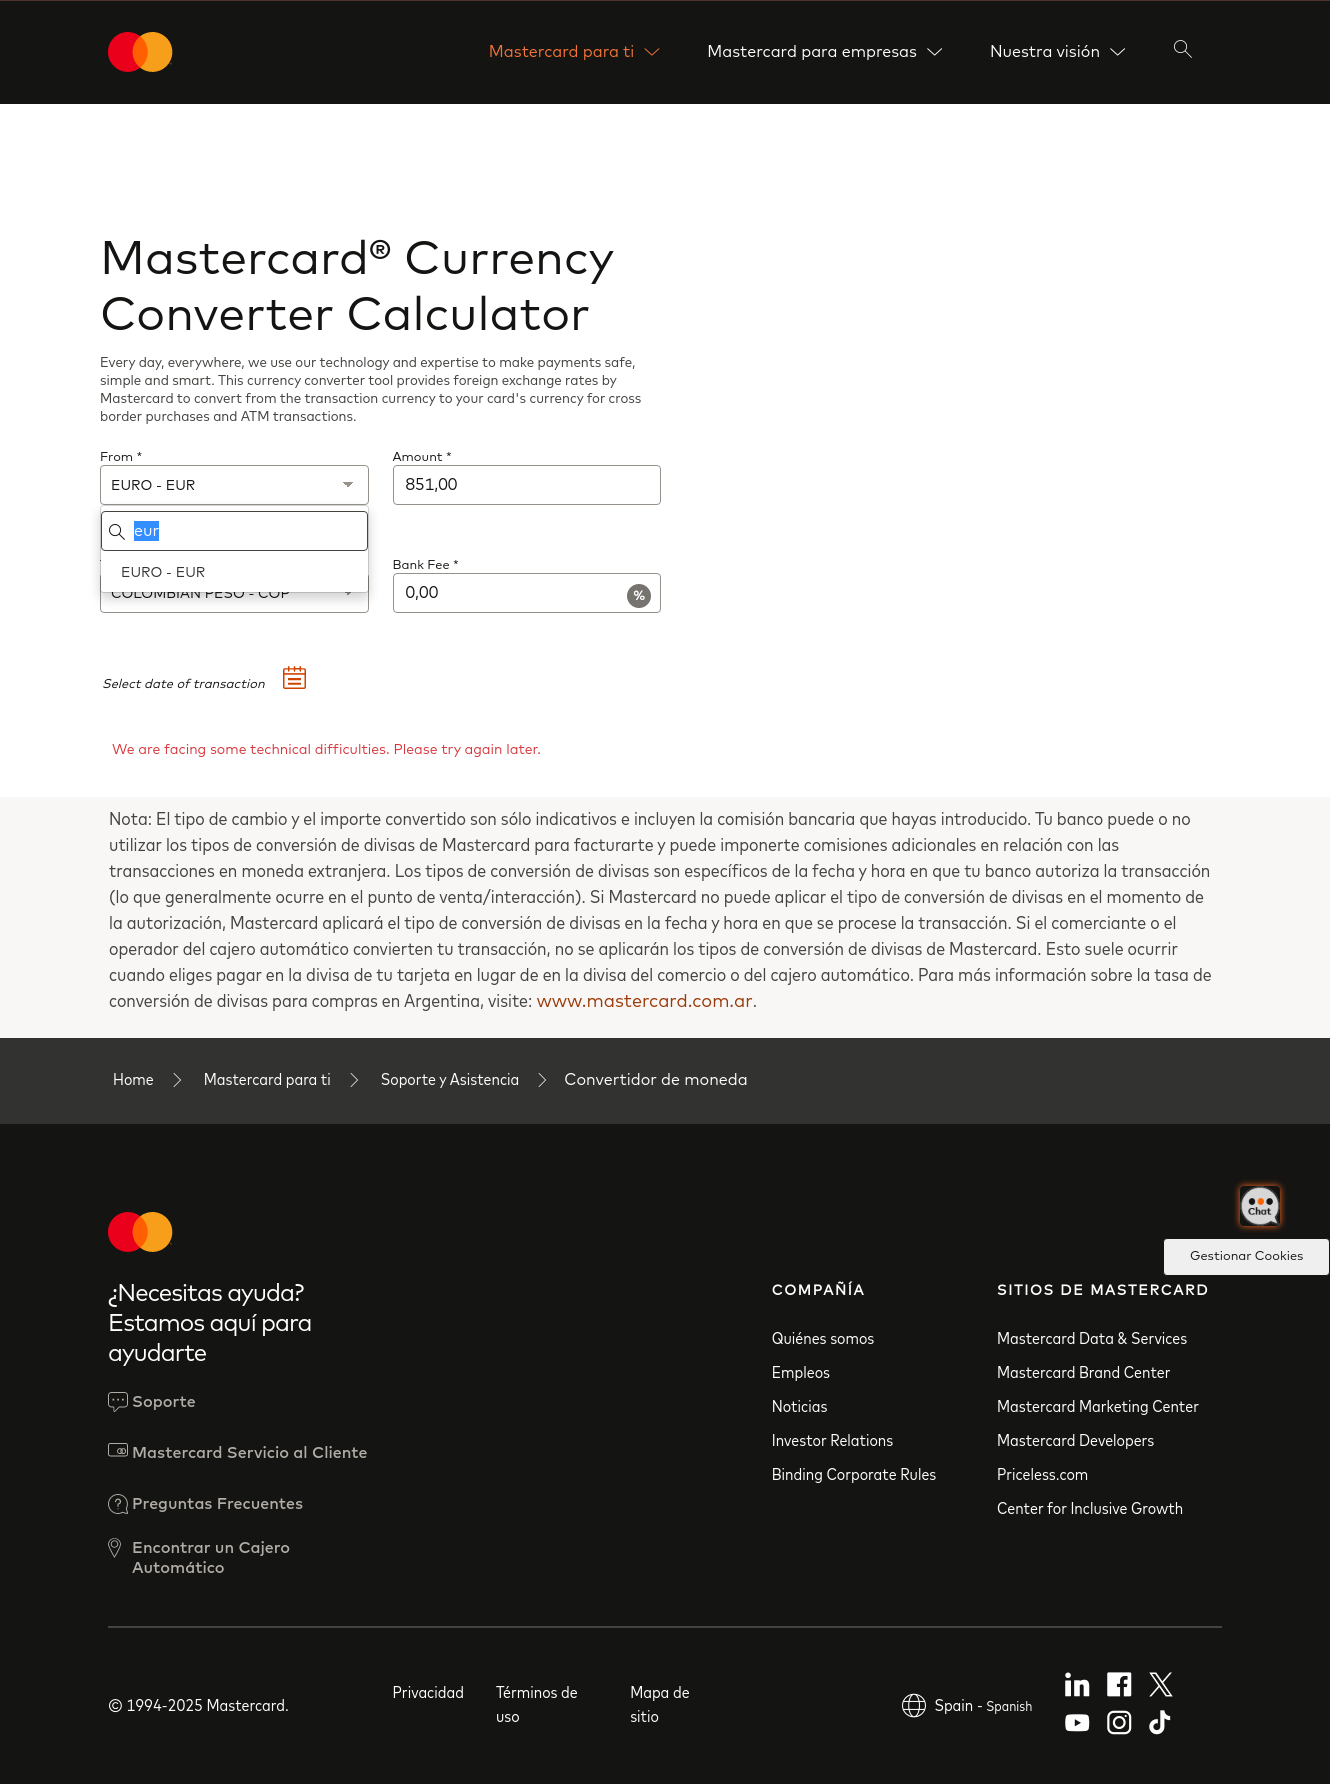 Mastercard para ti
Mastercard para empresas
Nuestra visión
Mastercard® Currency
Converter Calculator
Every day, everywhere, we use our technology and expertise to make payments safe,
simple and smart. This currency converter tool provides foreign exchange rates by
Mastercard to convert from the transaction currency to your card's currency for cross
border purchases and ATM transactions.
From *
Amount *
EURO - EUR
851,00
eur
EURO - EUR
Bank Fee *
COLOMBIAN PESO - COP
0,00
%
Select date of transaction
We are facing some technical difficulties. Please try again later.
Nota: El tipo de cambio y el importe convertido son sólo indicativos e incluyen la comisión bancaria que hayas introducido. Tu banco puede o no
utilizar los tipos de conversión de divisas de Mastercard para facturarte y puede imponerte comisiones adicionales en relación con las
transacciones en moneda extranjera. Los tipos de conversión de divisas son específicos de la fecha y hora en que tu banco autoriza la transacción
(lo que generalmente ocurre en el punto de venta/interacción). Si Mastercard no puede aplicar el tipo de conversión de divisas en el momento de
la autorización, Mastercard aplicará el tipo de conversión de divisas en la fecha y hora en que se procese la transacción. Si el comerciante o el
operador del cajero automático convierten tu transacción, no se aplicarán los tipos de conversión de divisas de Mastercard. Esto suele ocurrir
cuando eliges pagar en la divisa de tu tarjeta en lugar de en la divisa del comercio o del cajero automático. Para más información sobre la tasa de
conversión de divisas para compras en Argentina, visite: www.mastercard.com.ar.
Home
Mastercard para ti
Soporte y Asistencia
Convertidor de moneda
Chat
Gestionar Cookies
¿Necesitas ayuda?
Estamos aquí para
ayudarte
Soporte
Mastercard Servicio al Cliente
Preguntas Frecuentes
Encontrar un Cajero
Automático
COMPAÑÍA
Quiénes somos
Empleos
Noticias
Investor Relations
Binding Corporate Rules
SITIOS DE MASTERCARD
Mastercard Data & Services
Mastercard Brand Center
Mastercard Marketing Center
Mastercard Developers
Priceless.com
Center for Inclusive Growth
© 1994-2025 Mastercard.
Privacidad
Términos de
uso
Mapa de
sitio
Spain - Spanish